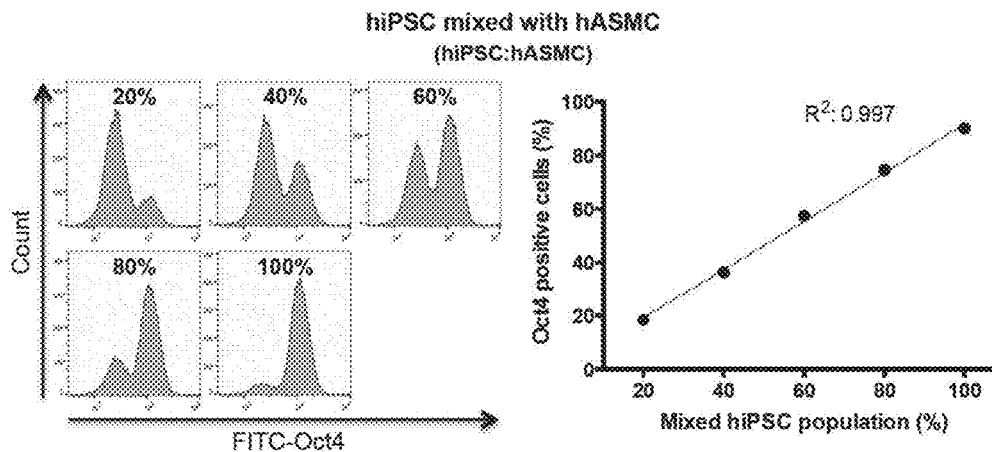 hiPSC mixed with hASMC
(hiPSC:hASMC)
20%
40%
60%
80%
100%
Count
FITC-Oct4
R2: 0.997
Oct4 positive cells (%)
100
80
60
40
20
0
20 40 60 80 100
Mixed hiPSC population (%)